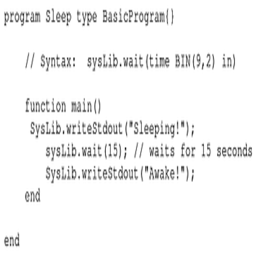 program Sleep type BasicProgram{}
// Syntax: sysLib.wait(time BIN(9,2) in)
function main()
SysLib.writeStdout("Sleeping!");
sysLib.wait(15); // waits for 15 seconds
SysLib.writeStdout("Awake!");
end
end